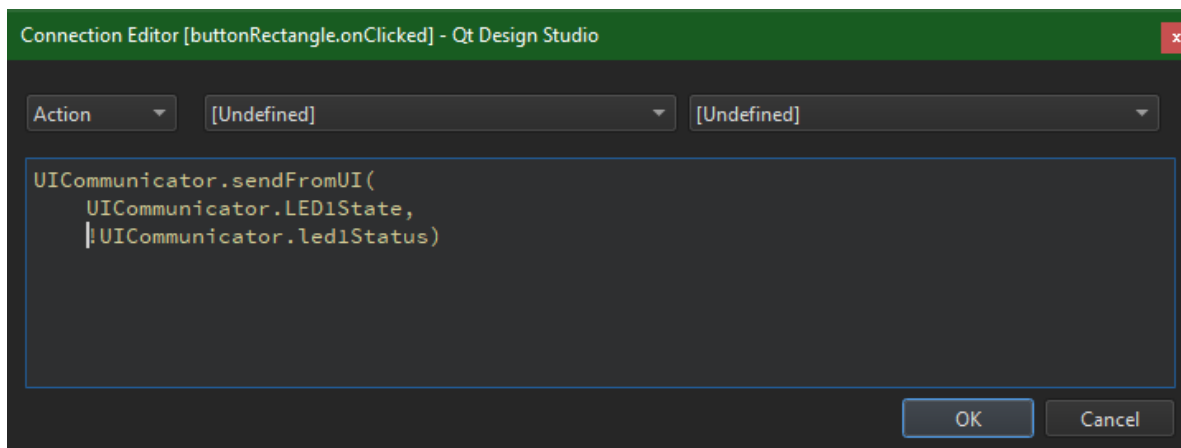 Connection Editor [buttonRectangle.onClicked] - Qt Design Studio
x
Action [Undefined] [Undefined]
UICommunicator.sendFromUI(
    UICommunicator.LED1State,
    !UICommunicator.led1Status)
OK Cancel